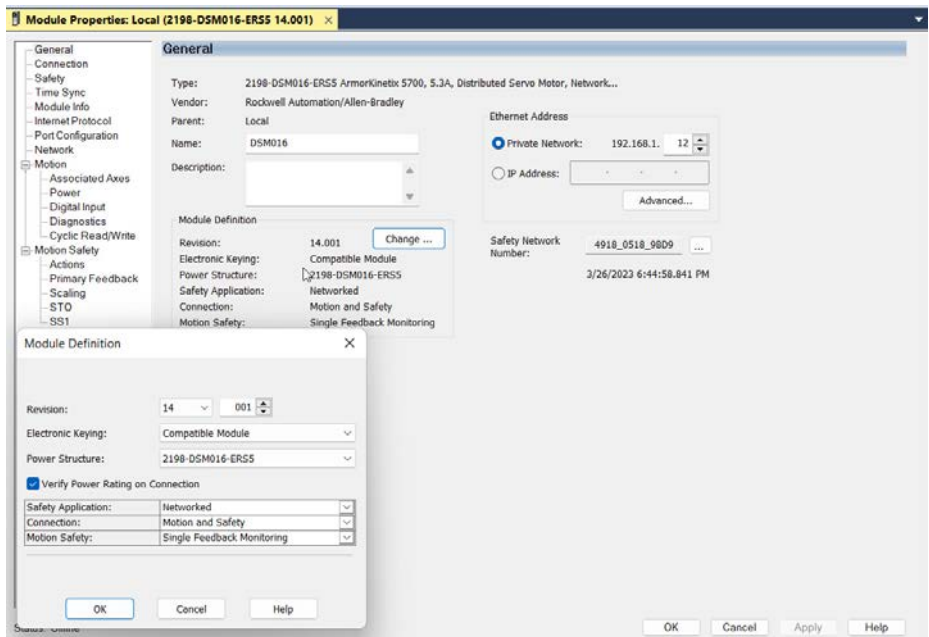 Module Properties: Local (2198-DSM016-ERS5 14.001) ×
General
Connection
Safety
Time Sync
Module Info
Internet Protocol
Port Configuration
Network
Motion
Associated Axes
Power
Digital Input
Diagnostics
Cyclic Read/Write
Motion Safety
Actions
Primary Feedback
Scaling
STO
SS1
General
Type: 2198-DSM016-ERS5 ArmorKinetix 5700, 5.3A, Distributed Servo Motor, Network...
Vendor: Rockwell Automation/Allen-Bradley
Parent: Local
Name: DSM016
Description:
Module Definition
Revision: 14.001 Change ...
Electronic Keying: Compatible Module
Power Structure: 2198-DSM016-ERS5
Safety Application: Networked
Connection: Motion and Safety
Motion Safety: Single Feedback Monitoring
Ethernet Address
Private Network: 192.168.1. 12
IP Address: . . .
Advanced...
Safety Network
Number: 4918_0518_98D9 ...
3/26/2023 6:44:58.841 PM
Module Definition ×
Revision: 14 001
Electronic Keying: Compatible Module
Power Structure: 2198-DSM016-ERS5
Verify Power Rating on Connection
Safety Application: Networked
Connection: Motion and Safety
Motion Safety: Single Feedback Monitoring
OK Cancel Help
OK Cancel Apply Help